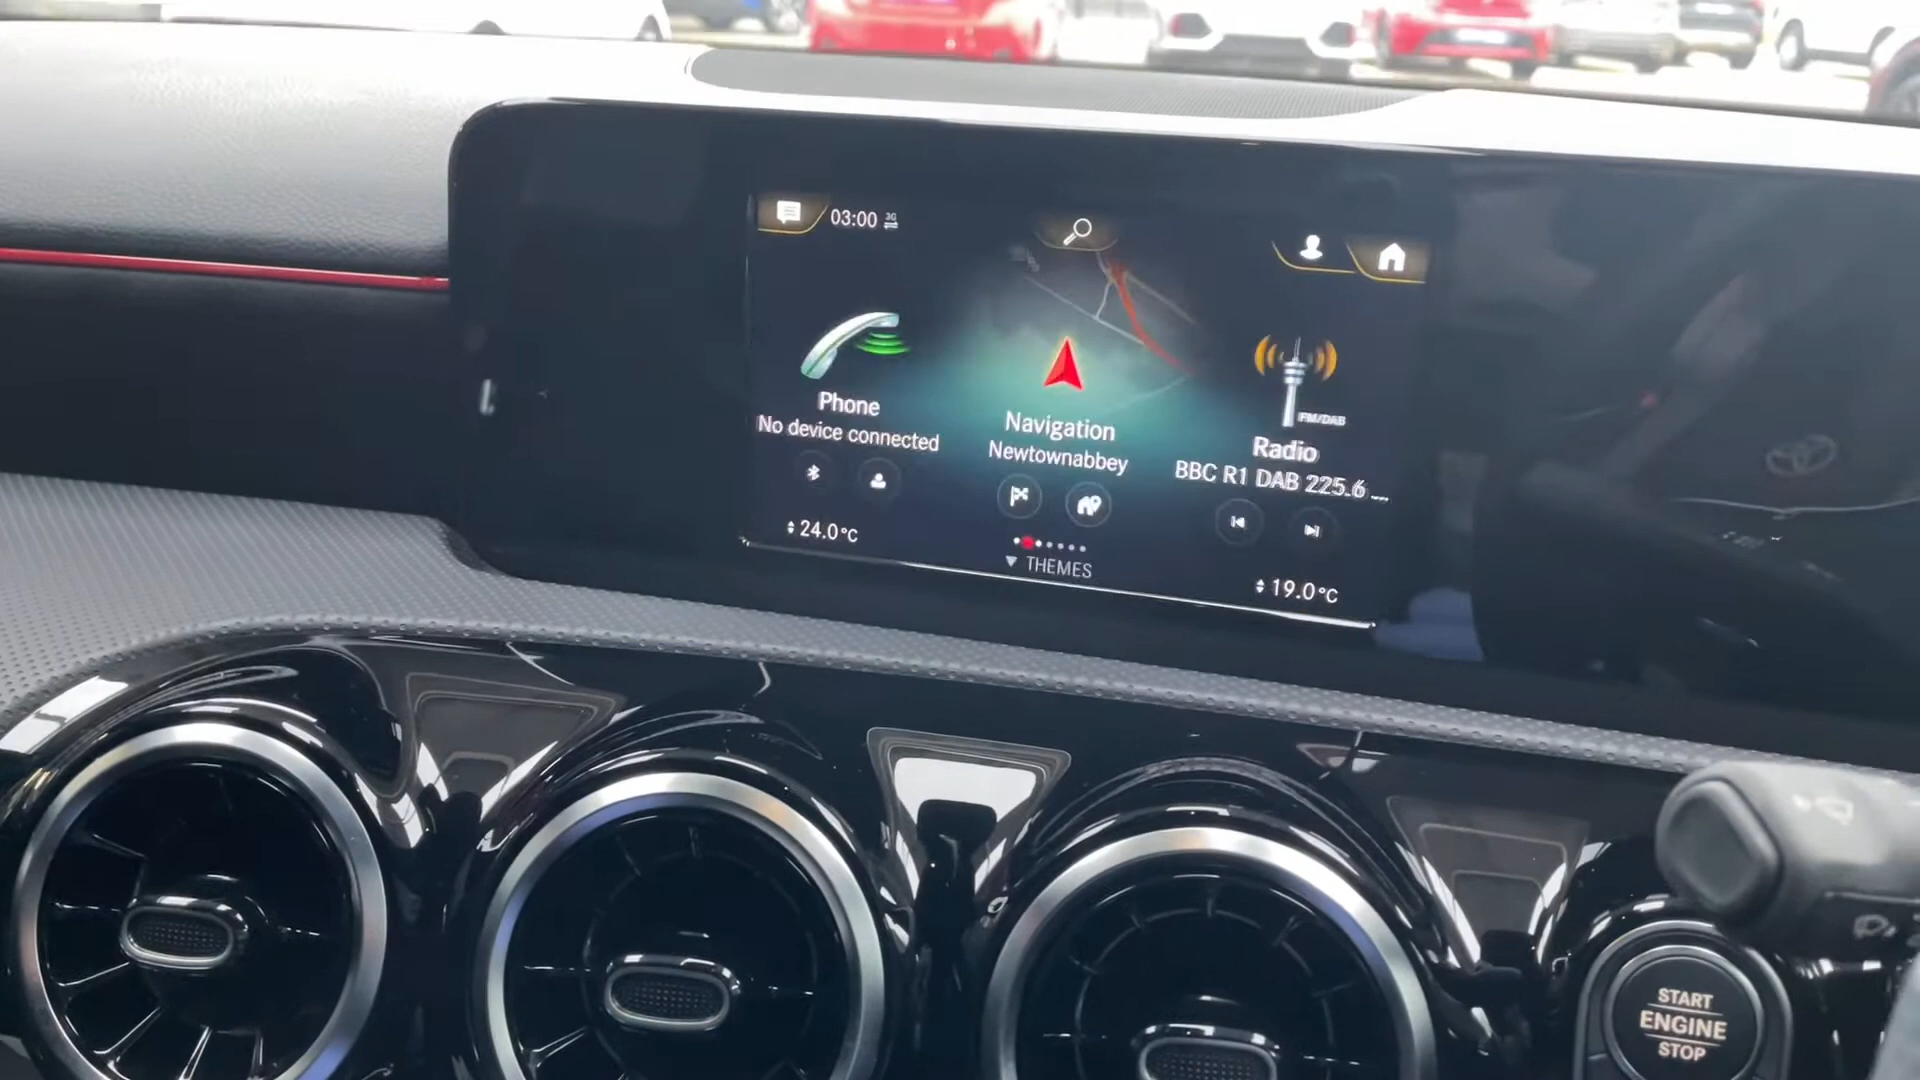 03:00 3G
Phone
No device connected
Navigation
Newtownabbey
FM/DAB
Radio
BBC R1 DAB 225.6 ...
24.0°C
THEMES
19.0°C
START
ENGINE
STOP